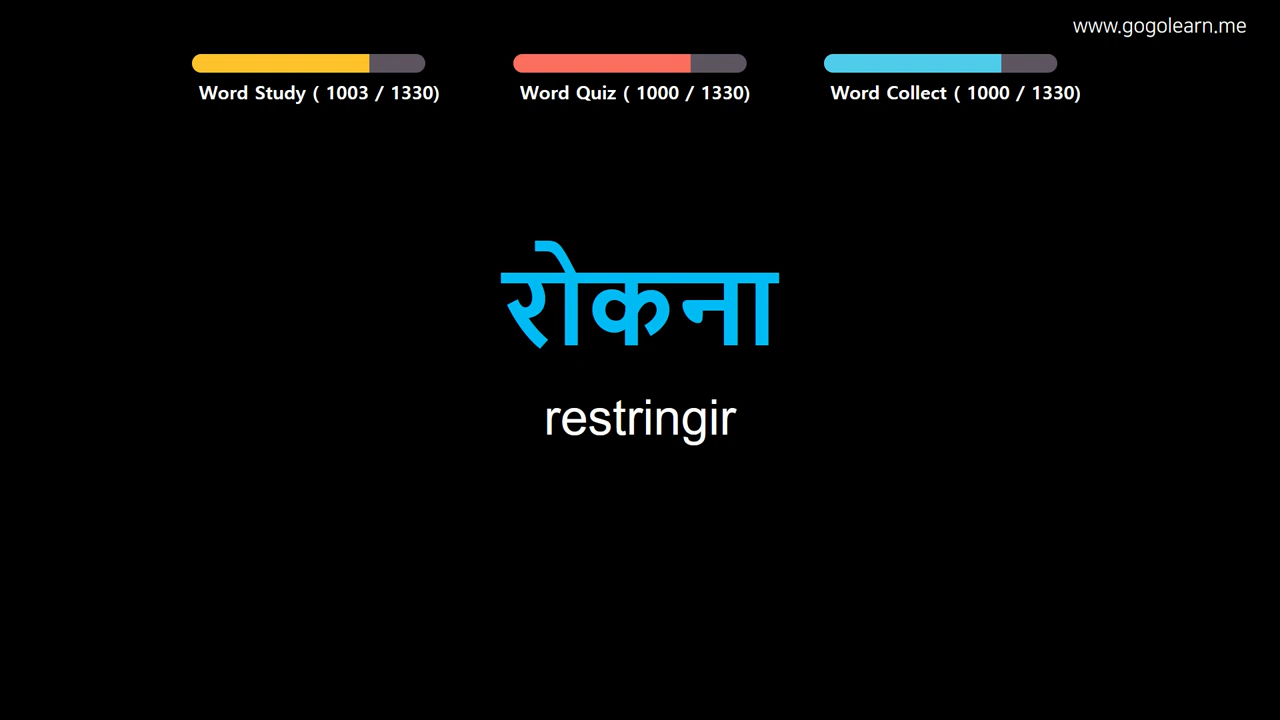 www.gogolearn.me
Word Study ( 1003 / 1330)
Word Quiz ( 1000 / 1330)
Word Collect ( 1000 / 1330)
रोकना
restringir